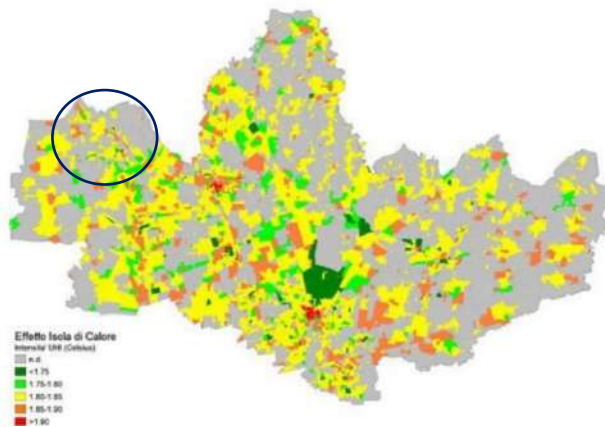 Effetto Isola di Calore
Intensita' UHI (Celsius)
n.d.
<1.75
1.75-1.80
1.80-1.85
1.85-1.90
>1.90